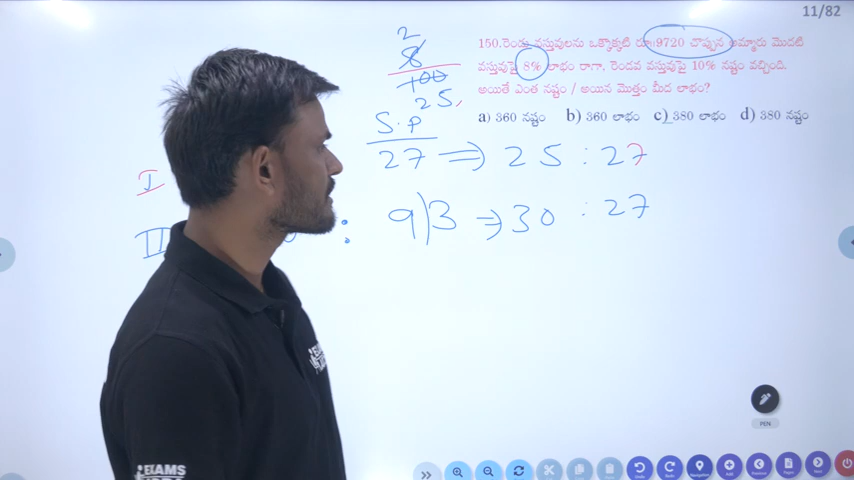 11/82
150.రెండు వస్తువులను ఒక్కొక్కటి రూ॥9720 చొప్పున అమ్మారు మొదటి
వస్తువుపై 8% లాభం రాగా. రెండవ వస్తువుపై 10% నష్టం వచ్చింది.
అయితే ఎంత నష్టం / అయిన మొత్తం మీద లాభం?
a) 360 నష్టం b) 360 లాభం c) 380 లాభం d) 380 నష్టం
2
8
100
25
S.P
I 27 ⇒ 25 : 27
II : 9)3 ⇒ 30 : 27
EXAMS
PEN